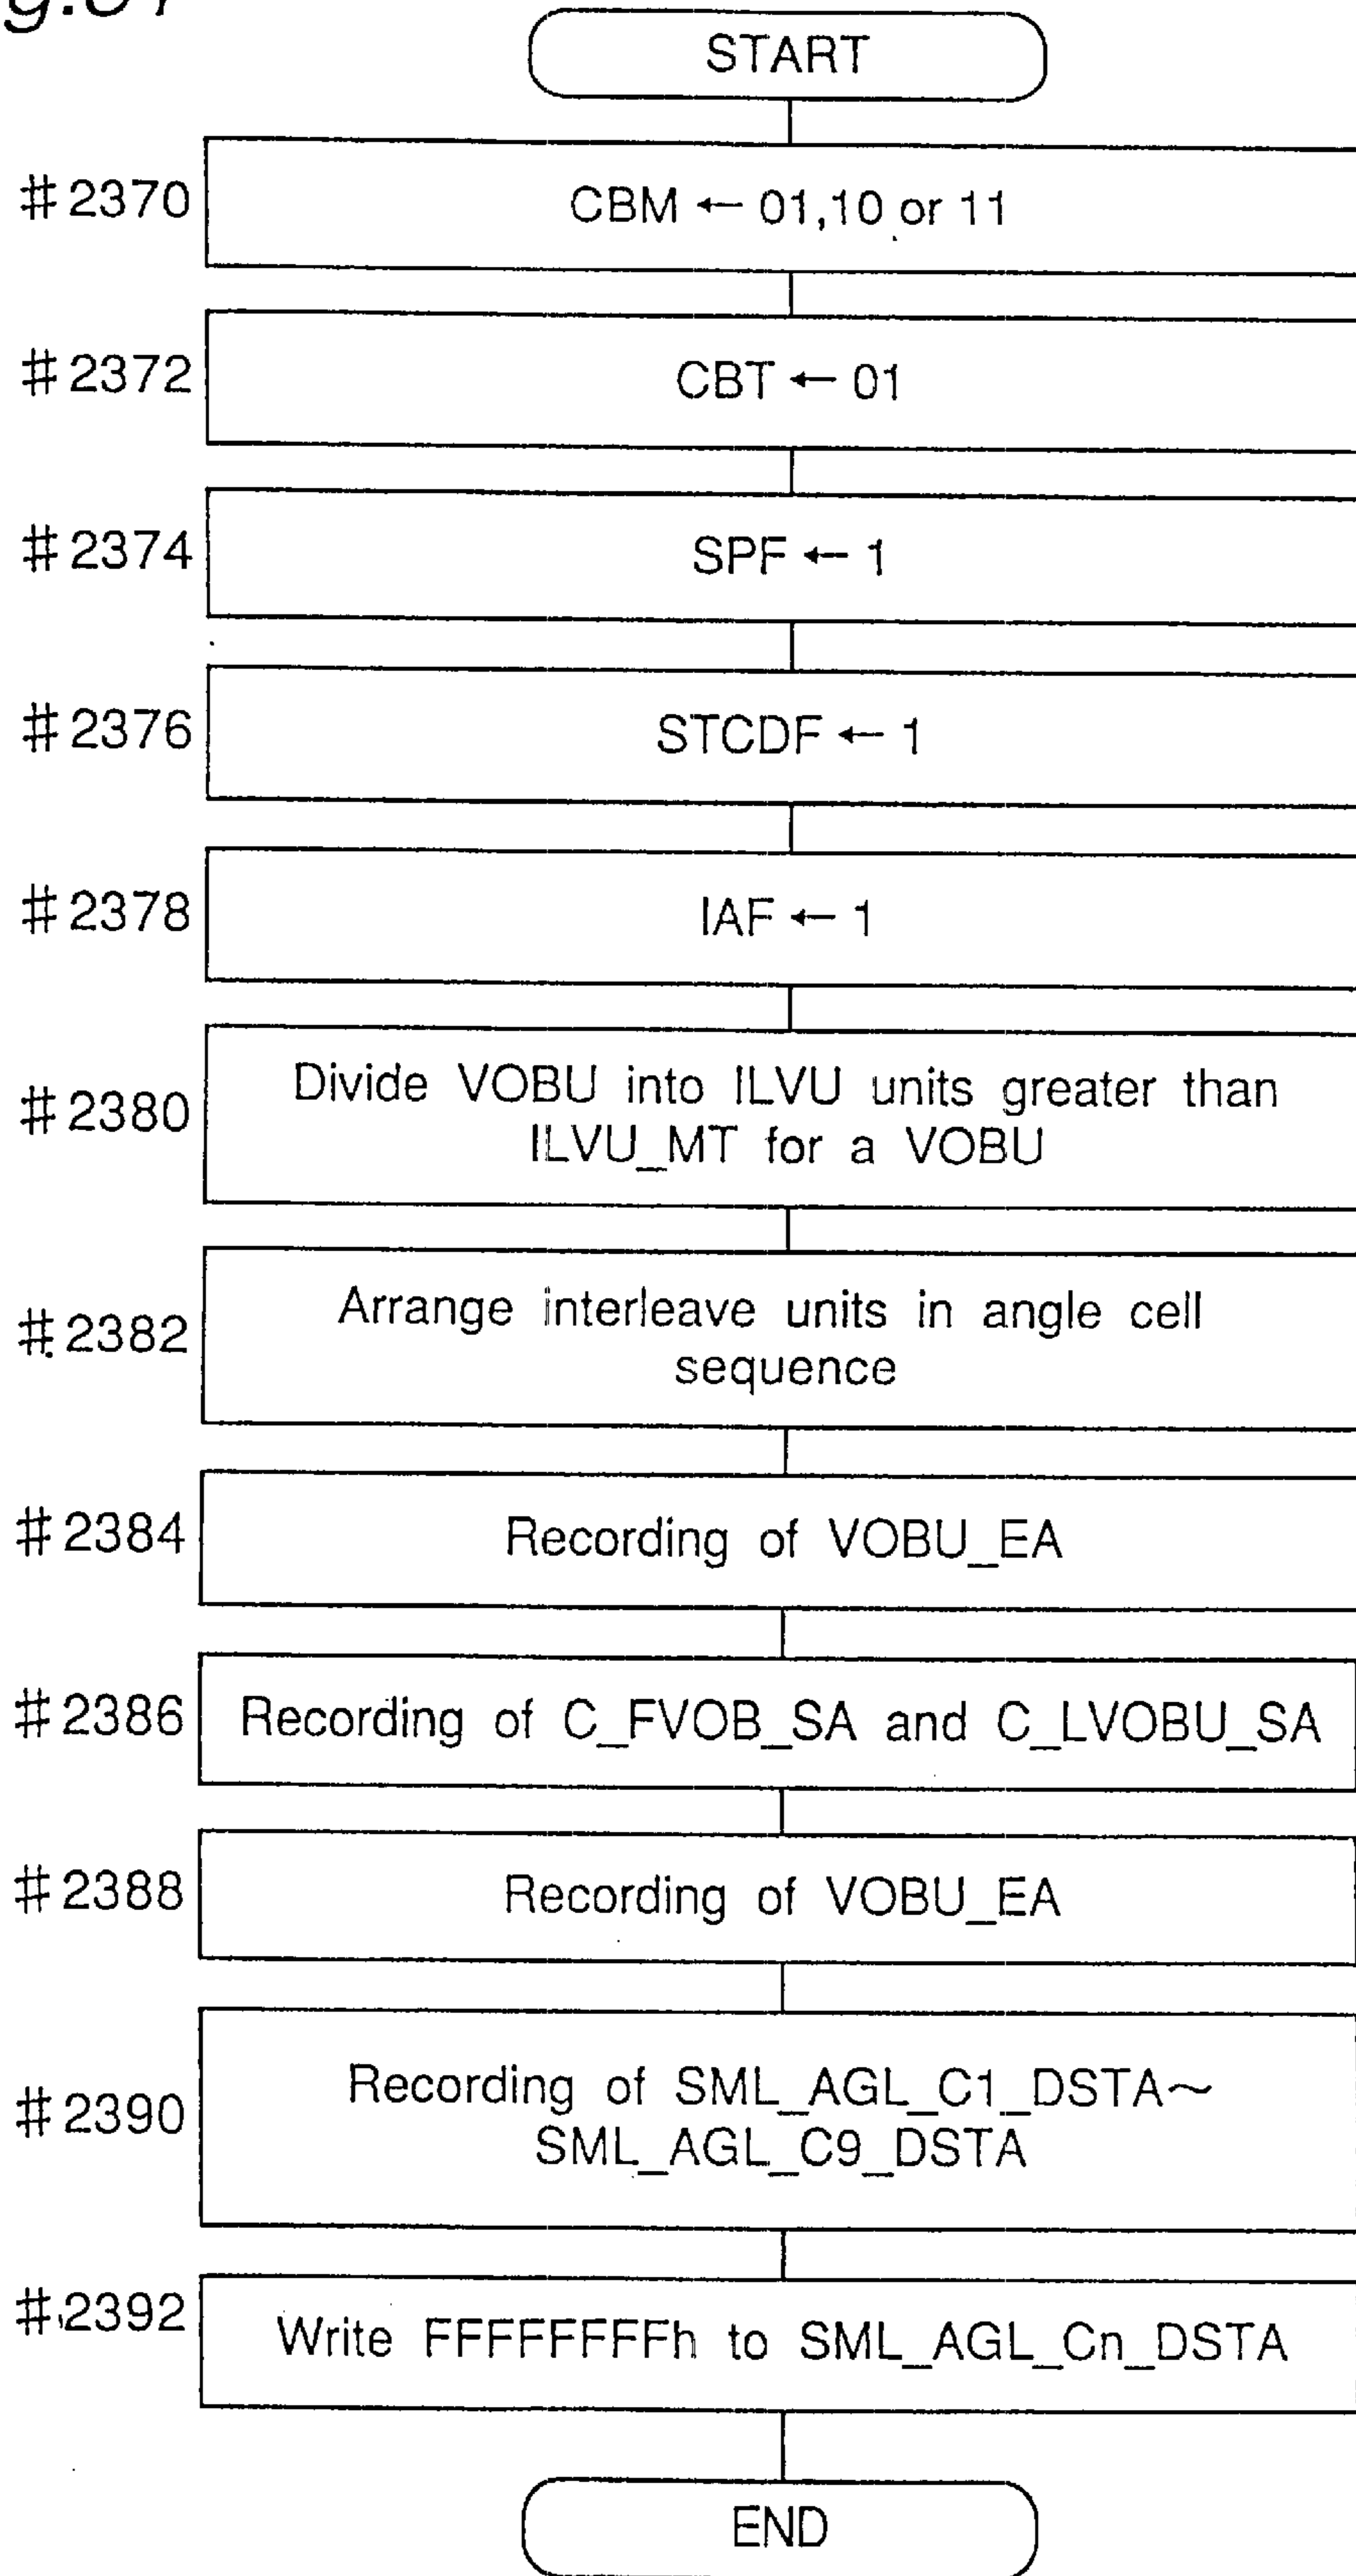 START
#2370
CBM ← 01,10 or 11
#2372
CBT ← 01
#2374
SPF ← 1
#2376
STCDF ← 1
#2378
IAF ← 1
#2380
Divide VOBU into ILVU units greater than
ILVU_MT for a VOBU
#2382
Arrange interleave units in angle cell
sequence
#2384
Recording of VOBU_EA
#2386
Recording of C_FVOB_SA and C_LVOBU_SA
#2388
Recording of VOBU_EA
#2390
Recording of SML_AGL_C1_DSTA~
SML_AGL_C9_DSTA
#2392
Write FFFFFFFFh to SML_AGL_Cn_DSTA
END